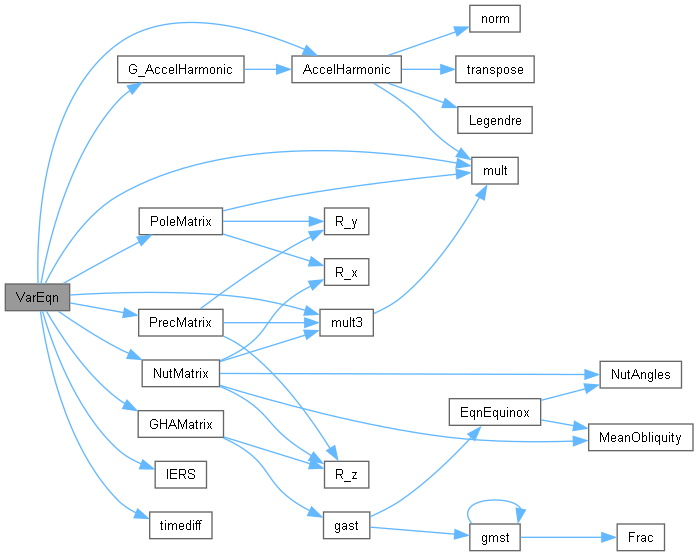 norm
G_AccelHarmonic
AccelHarmonic
transpose
Legendre
mult
PoleMatrix
R_y
R_x
VarEqn
PrecMatrix
mult3
NutMatrix
NutAngles
EqnEquinox
GHAMatrix
MeanObliquity
IERS
R_z
timediff
gast
gmst
Frac